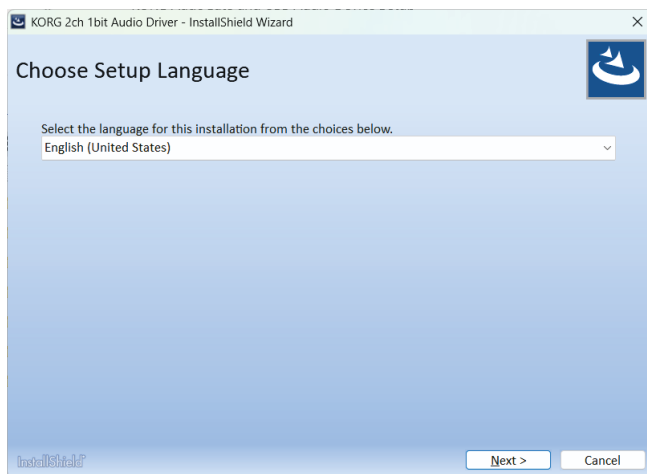 KORG 2ch 1bit Audio Driver - InstallShield Wizard
Choose Setup Language
Select the language for this installation from the choices below.
English (United States)
InstallShield
Next >
Cancel